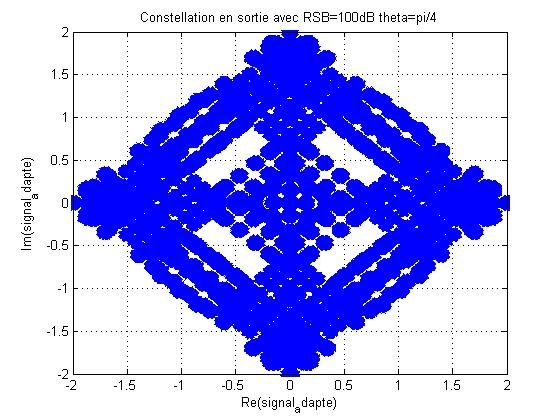 Constellation en sortie avec RSB=100dB theta=pi/4
2
1.5
1
0.5
0
-0.5
-1
-1.5
-2
Im(signal_adapte)
-2 -1.5 -1 -0.5 0 0.5 1 1.5 2
Re(signal_adapte)